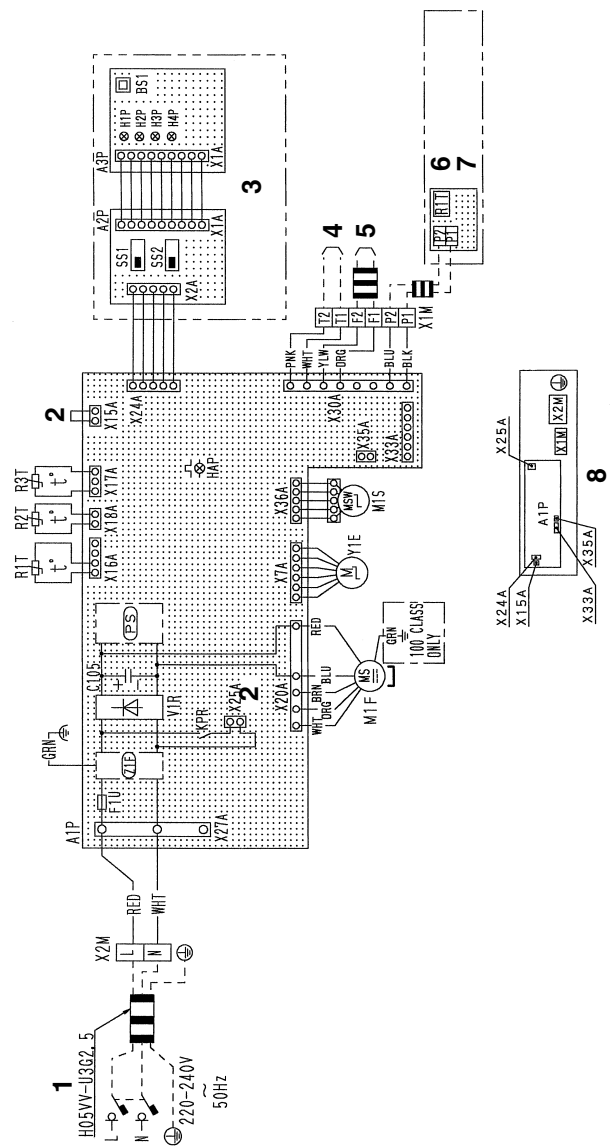 1
H05VV-U3G2,5
L
N
220-240V
~
50Hz
X2M
L
N
RED
WHT
A1P
X27A
F1U
Z1F
GRN
V1R
C105
+
-
PS
KPR
X25A
2
X20A
WHT
ORG
BRN
BLU
RED
MS
M1F
GRN
100 CLASS
ONLY
R1T
t°
X16A
R2T
t°
X18A
R3T
t°
X17A
2
X15A
X24A
HAP
X7A
M
Y1E
X36A
MSW
M1S
X35A
X33A
X30A
PNK
WHT
YLW
ORG
BLU
BLK
T2
T1
F2
F1
P2
P1
X1M
4
5
A2P
SS1
SS2
X2A
X1A
A3P
X1A
H1P
H2P
H3P
H4P
BS1
3
6
7
R1T
P2
P1
X24A
X15A
X25A
A1P
X1M
X2M
X33A
X35A
8